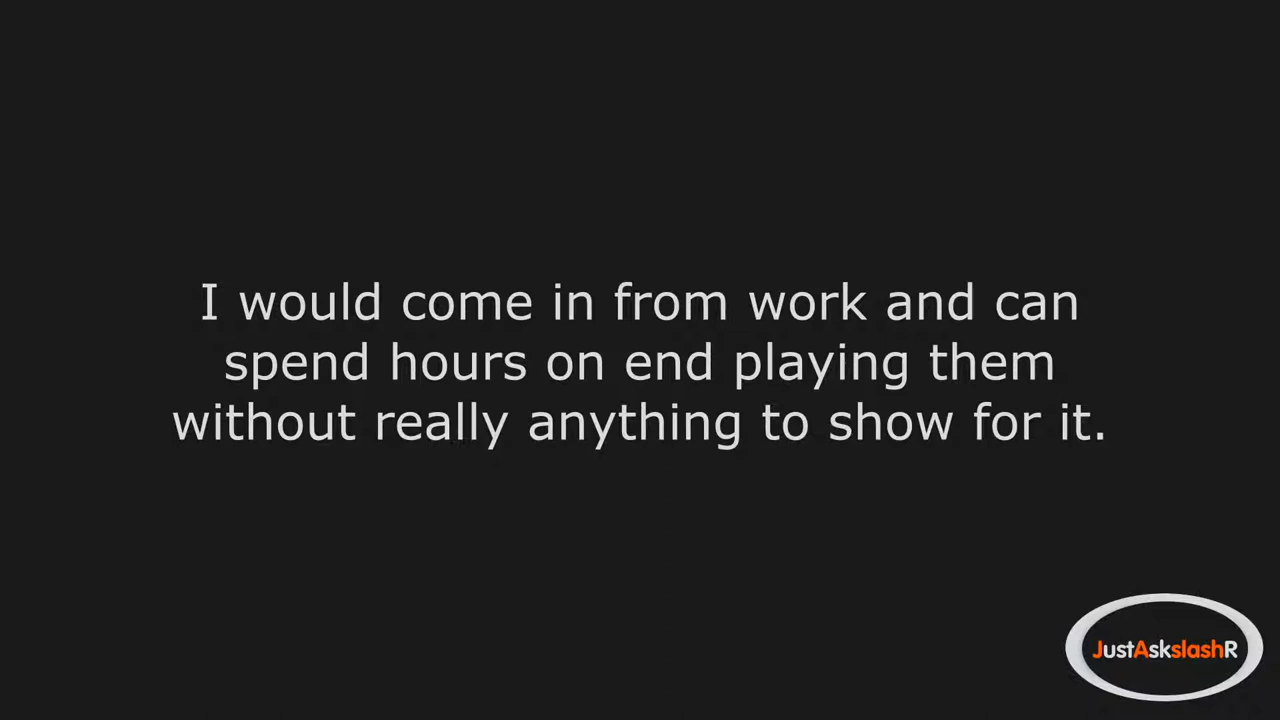 I would come in from work and can
spend hours on end playing them
without really anything to show for it.
JustAskslashR